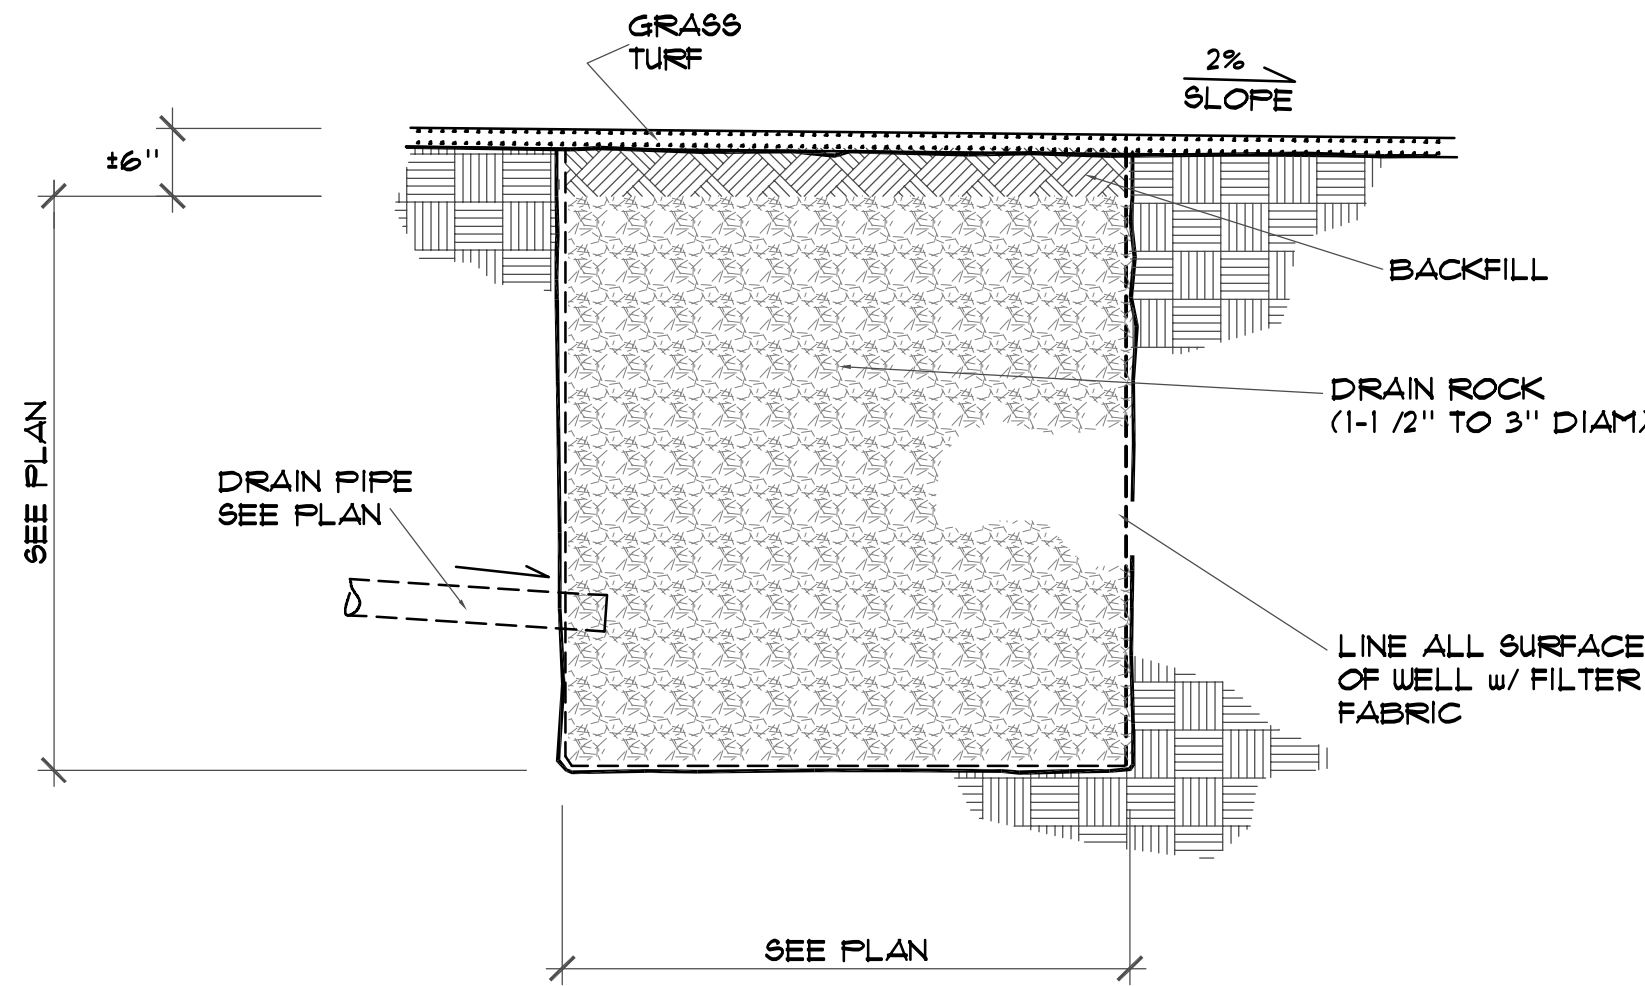 GRASS
TURF
2%
SLOPE
±6"
BACKFILL
DRAIN ROCK
(1-1/2" TO 3" DIAM.)
SEE PLAN
DRAIN PIPE
SEE PLAN
LINE ALL SURFACE
OF WELL w/ FILTER
FABRIC
SEE PLAN